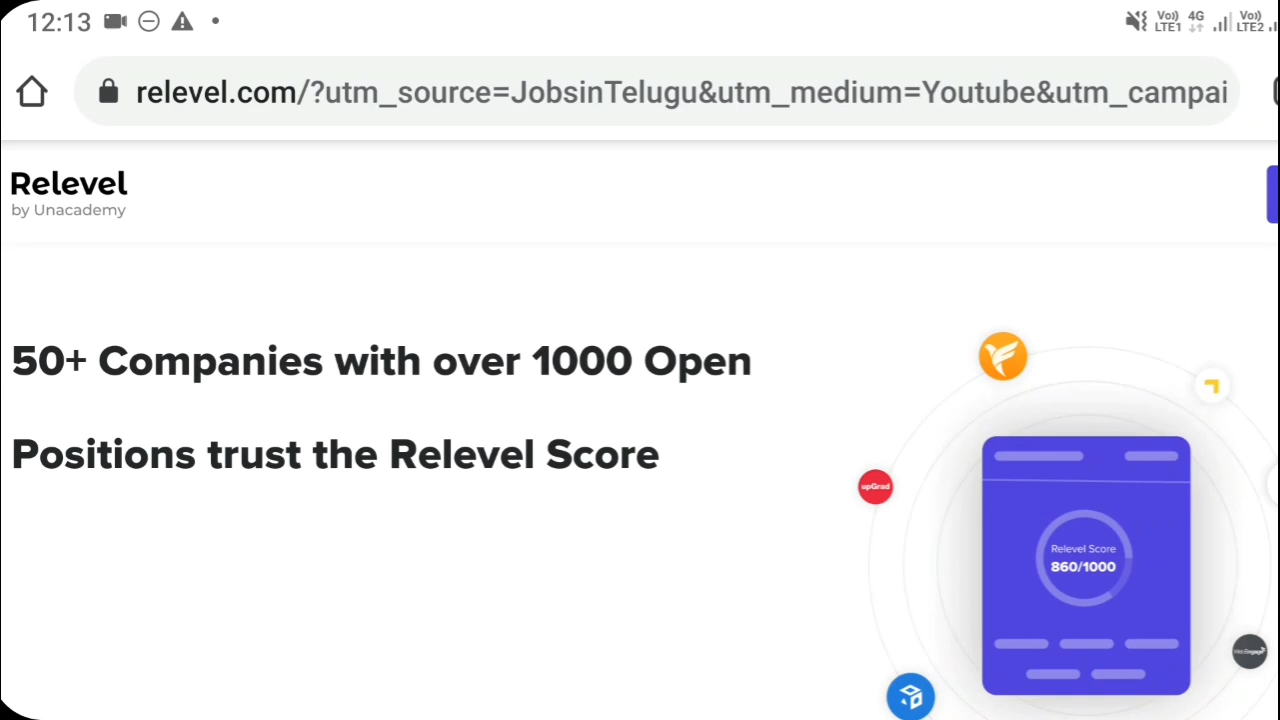 12:13
Vo)) LTE1 4G Vo)) LTE2
relevel.com/?utm_source=JobsinTelugu&utm_medium=Youtube&utm_campai
Relevel
by Unacademy
50+ Companies with over 1000 Open
Positions trust the Relevel Score
upGrad
Relevel Score
860/1000
WebEngage